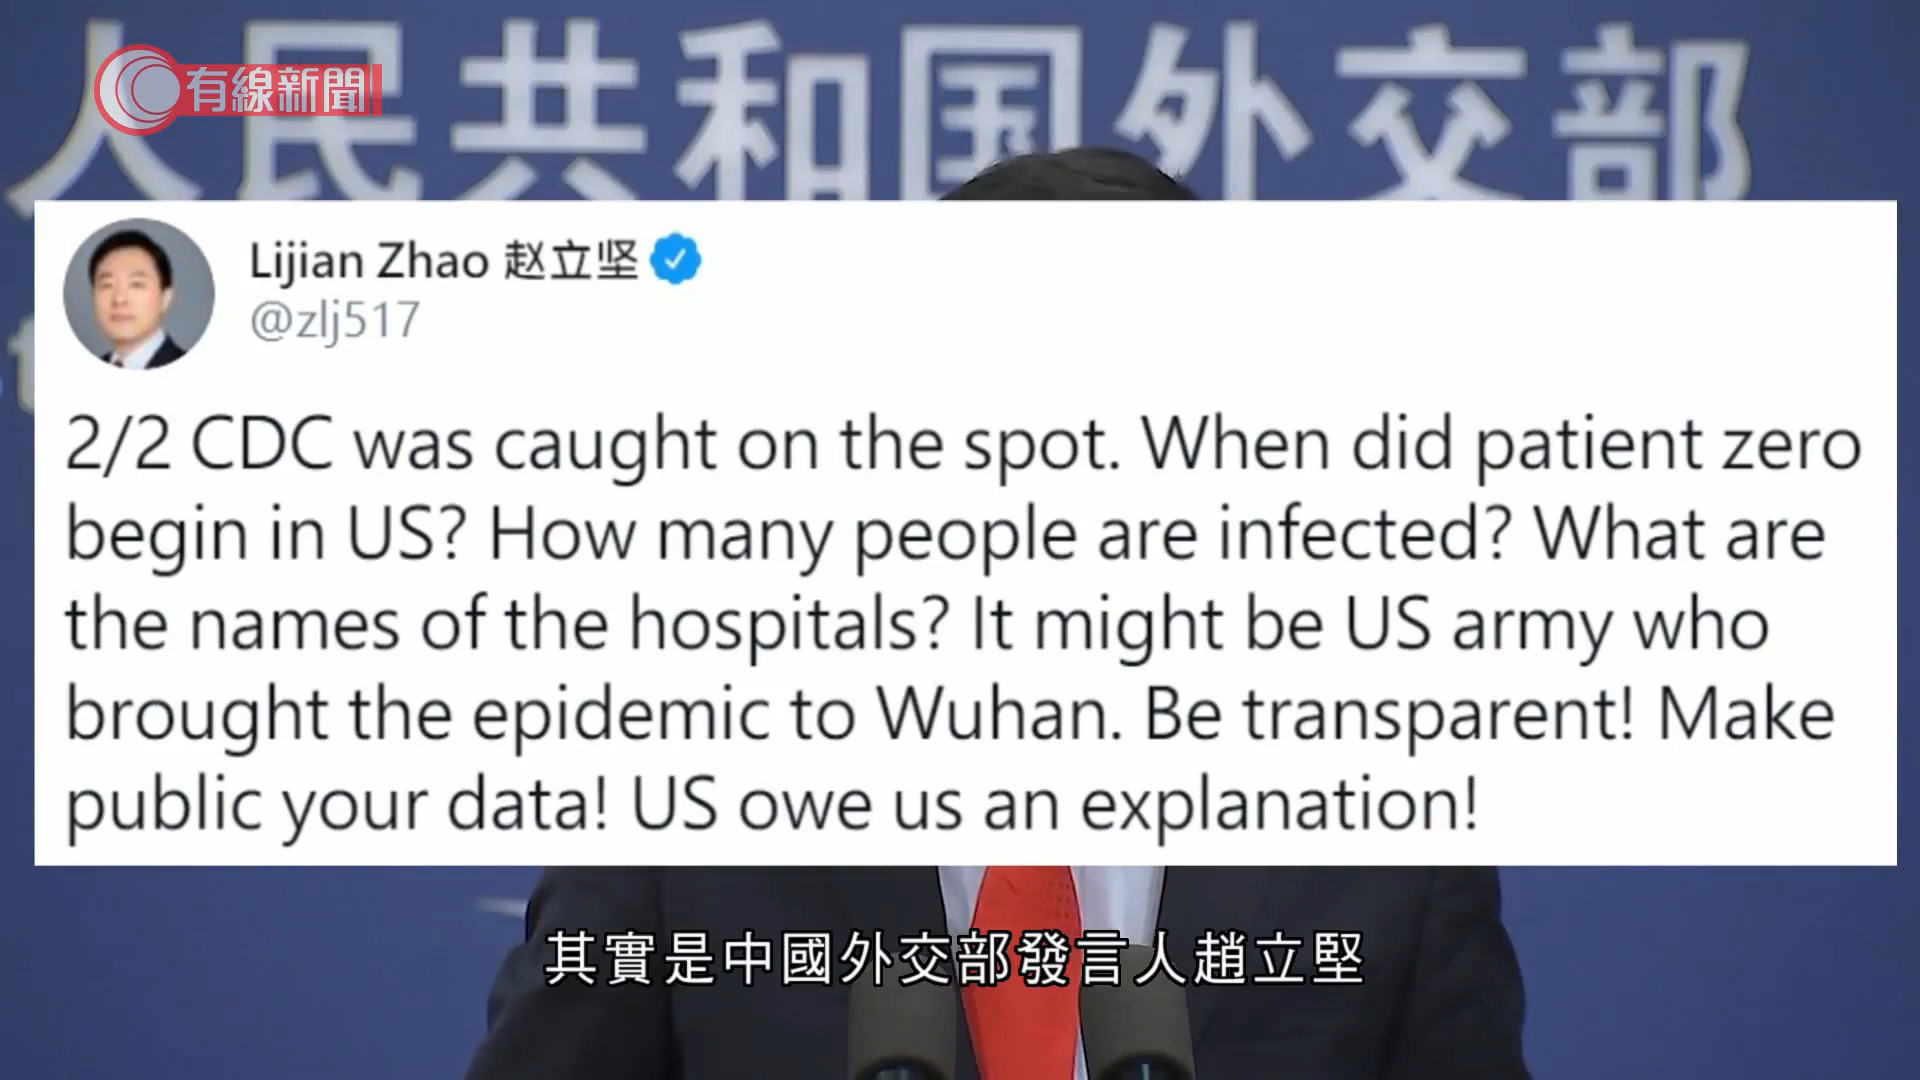 人民共和国外交部
有線新聞
Lijian Zhao 赵立坚
@zlj517
2/2 CDC was caught on the spot. When did patient zero
begin in US? How many people are infected? What are
the names of the hospitals? It might be US army who
brought the epidemic to Wuhan. Be transparent! Make
public your data! US owe us an explanation!
其實是中國外交部發言人趙立堅